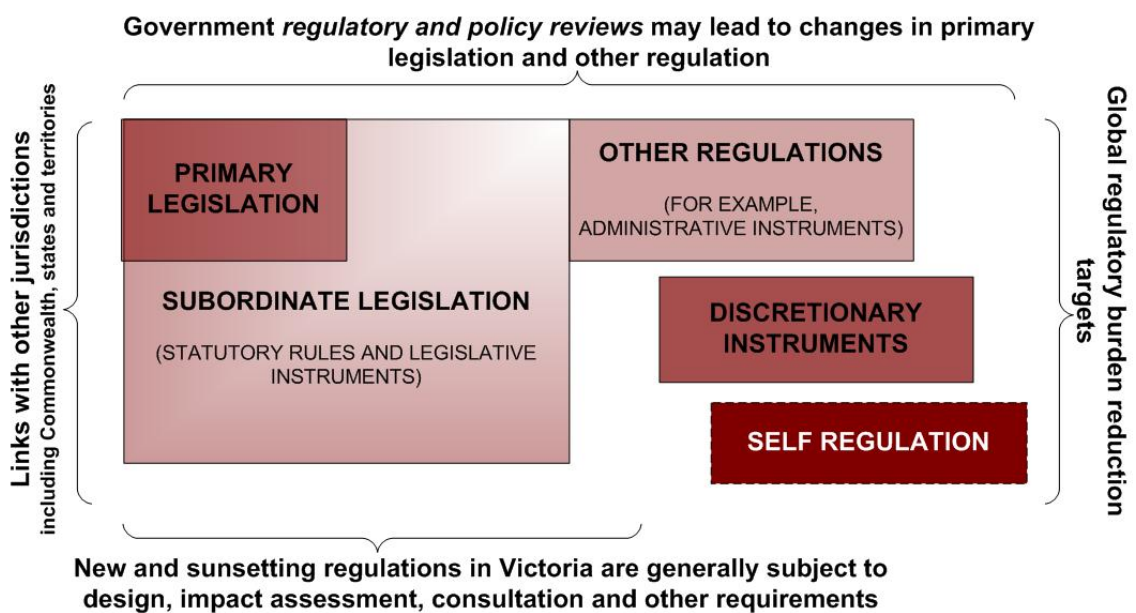 Government regulatory and policy reviews may lead to changes in primary
legislation and other regulation
Links with other jurisdictions
including Commonwealth, states and territories
PRIMARY
LEGISLATION
SUBORDINATE LEGISLATION
(STATUTORY RULES AND LEGISLATIVE
INSTRUMENTS)
OTHER REGULATIONS
(FOR EXAMPLE,
ADMINISTRATIVE INSTRUMENTS)
DISCRETIONARY
INSTRUMENTS
SELF REGULATION
Global regulatory burden reduction
targets
New and sunsetting regulations in Victoria are generally subject to
design, impact assessment, consultation and other requirements